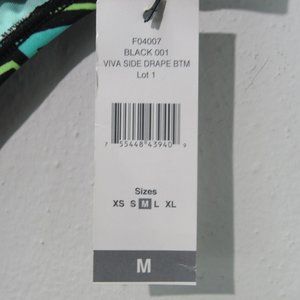 F04007
BLACK 001
VIVA SIDE DRAPE BTM
Lot 1
7 55448 43940 9
Sizes
XS S M L XL
M